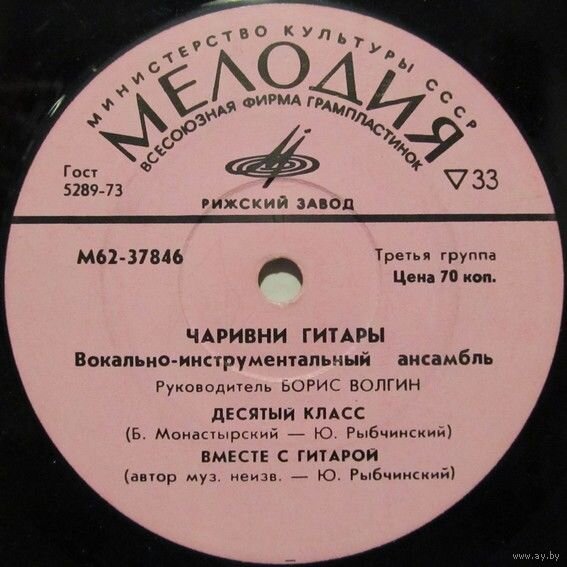 МИНИСТЕРСТВО КУЛЬТУРЫ СССР
МЕЛОДИЯ
ВСЕСОЮЗНАЯ ФИРМА ГРАМПЛАСТИНОК
Гост
5289-73
▽33
РИЖСКИЙ ЗАВОД
М62-37846
Третья группа
Цена 70 коп.
ЧАРИВНИ ГИТАРЫ
Вокально-инструментальный ансамбль
Руководитель БОРИС ВОЛГИН
ДЕСЯТЫЙ КЛАСС
(Б. Монастырский — Ю. Рыбчинский)
ВМЕСТЕ С ГИТАРОЙ
(автор муз. неизв. — Ю. Рыбчинский)
www.ay.by